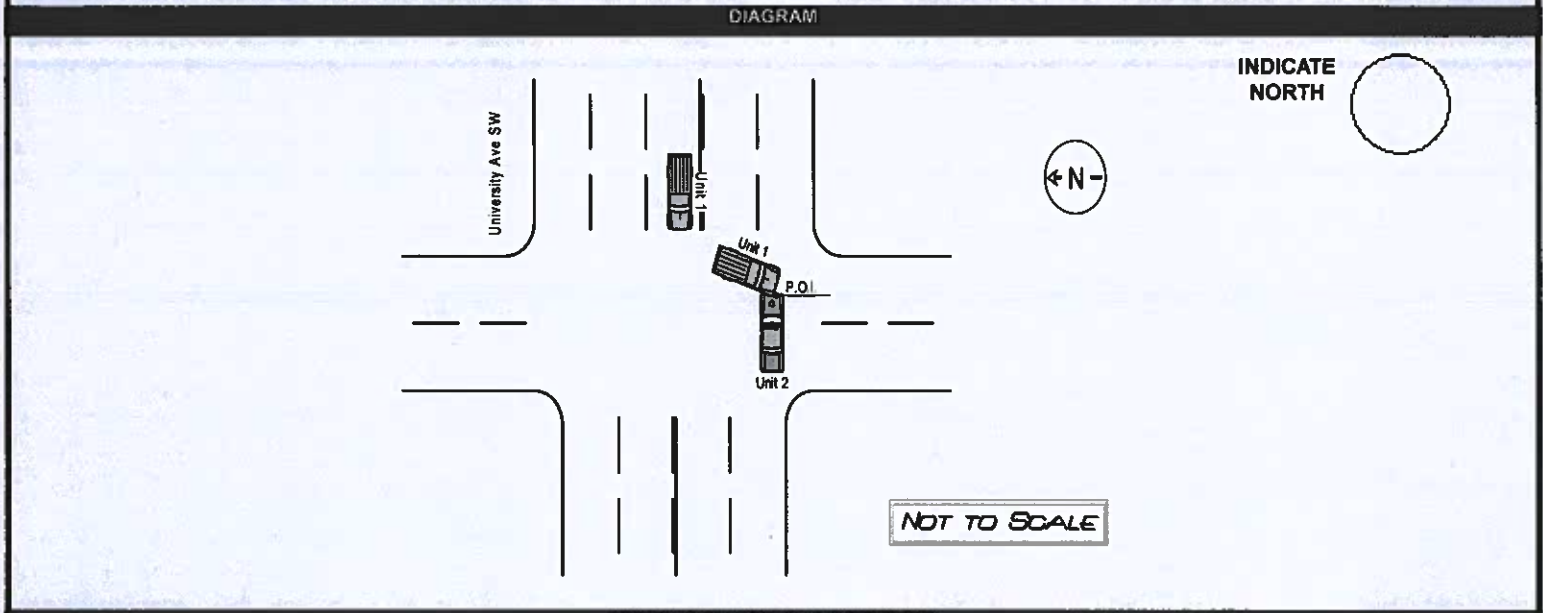 DIAGRAM
INDICATE
NORTH
University Ave SW
Unit 1
N
Unit 1
P.O.I.
Unit 2
NOT TO SCALE